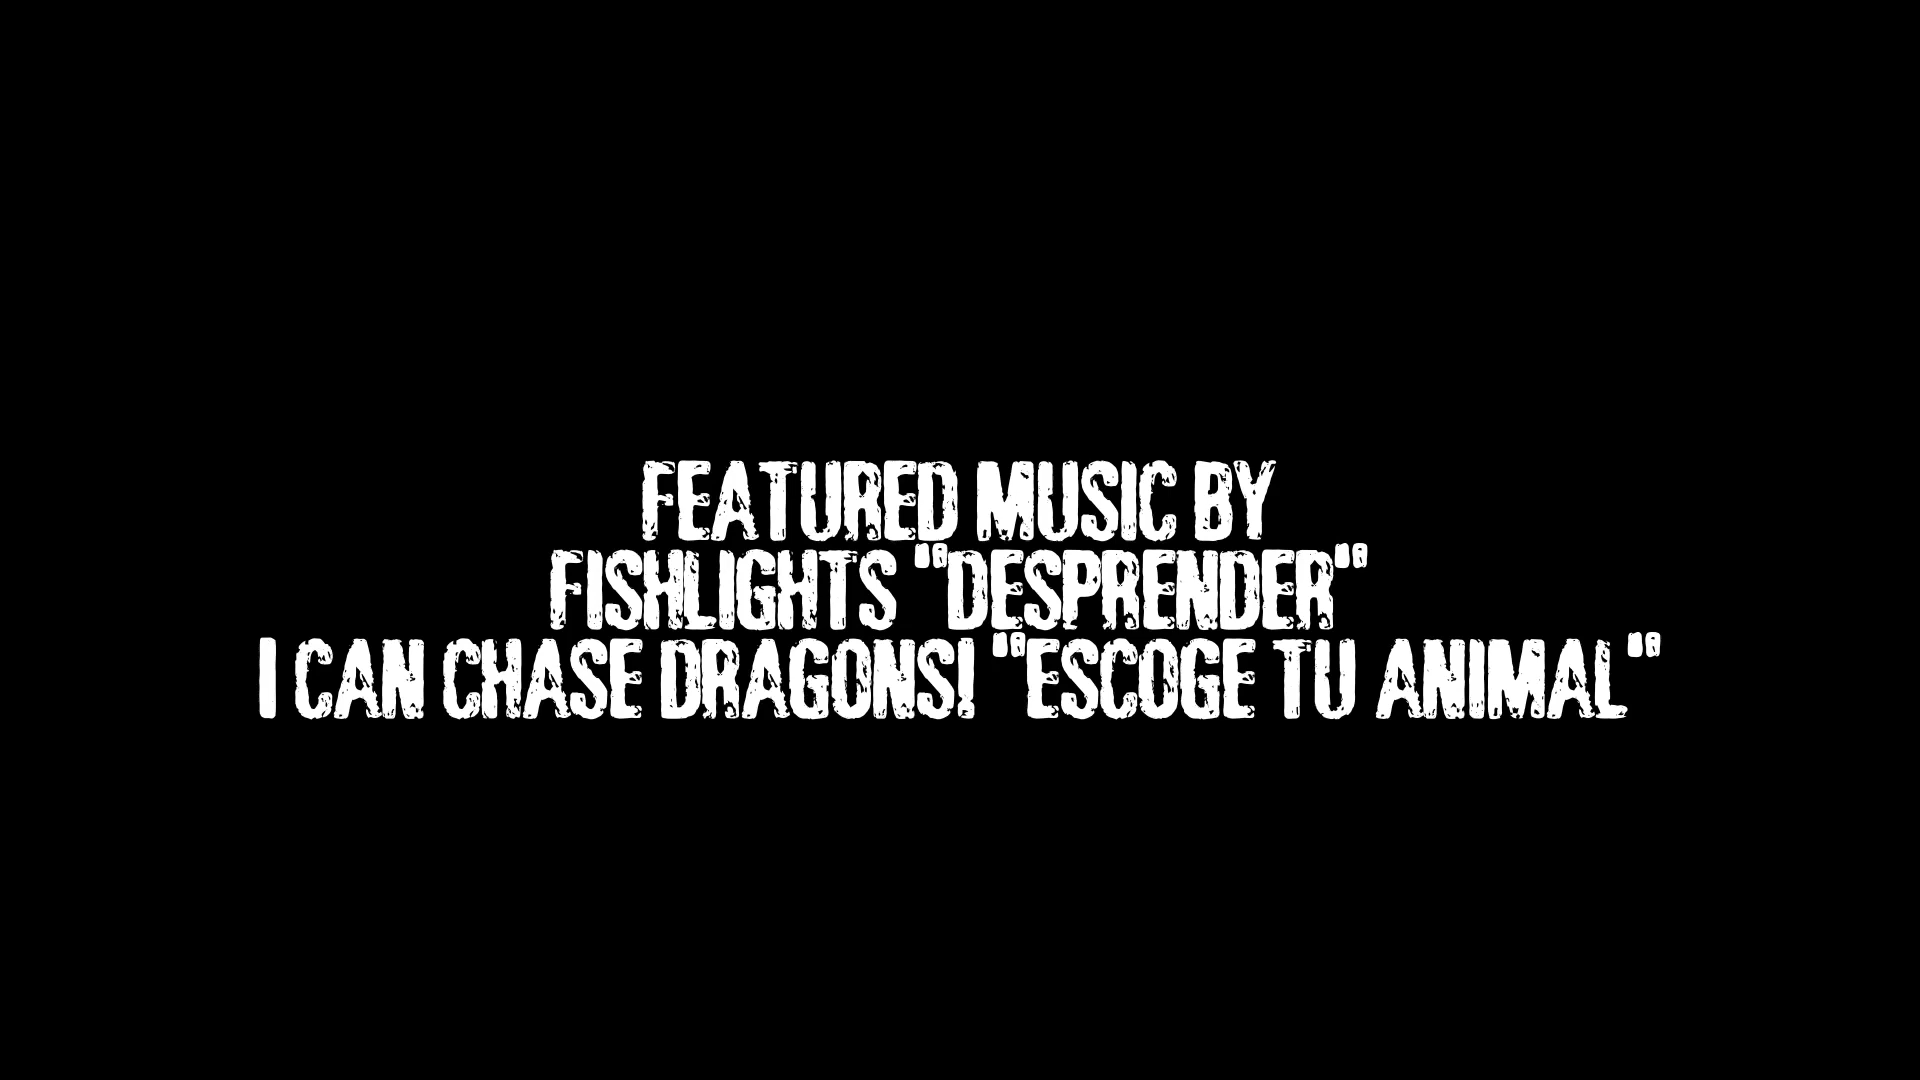 FEATURED MUSIC BY
FISHLIGHTS "DESPRENDER"
I CAN CHASE DRAGONS! "ESCOGE TU ANIMAL"